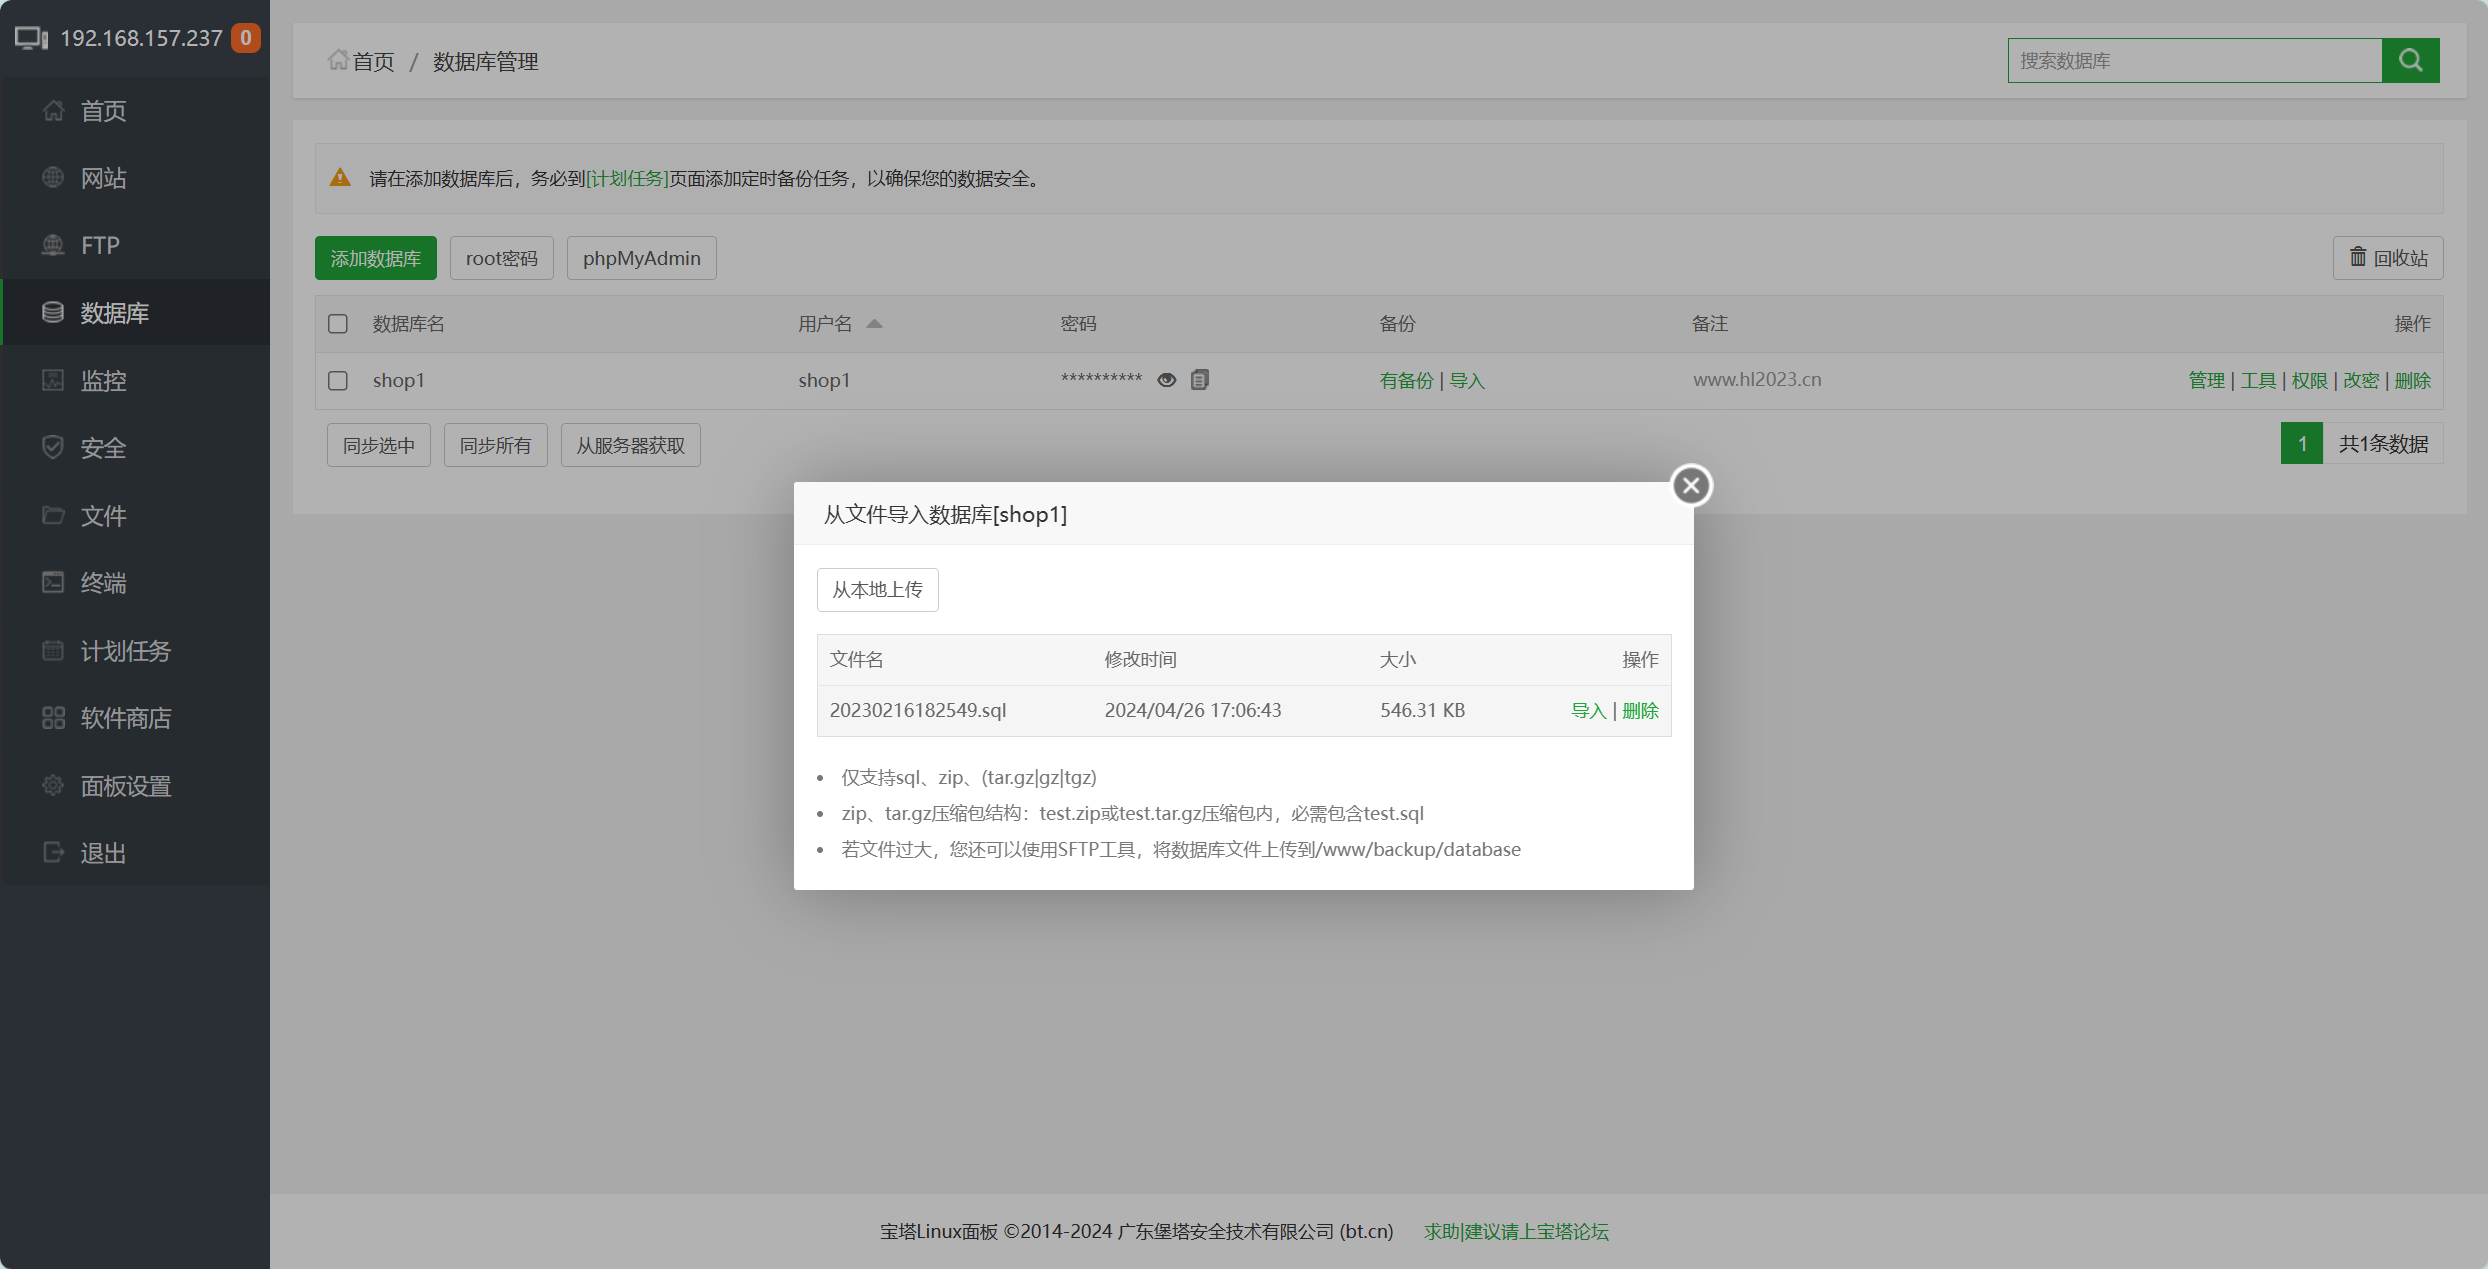 192.168.157.237 0
首页
网站
FTP
数据库
监控
安全
文件
终端
计划任务
软件商店
面板设置
退出
首页 / 数据库管理
搜索数据库
请在添加数据库后，务必到[计划任务]页面添加定时备份任务，以确保您的数据安全。
添加数据库 root密码 phpMyAdmin 回收站
数据库名 用户名 密码 备份 备注 操作
shop1 shop1 ********** 有备份 | 导入 www.hl2023.cn 管理 | 工具 | 权限 | 改密 | 删除
同步选中 同步所有 从服务器获取 1 共1条数据
从文件导入数据库[shop1]
从本地上传
文件名 修改时间 大小 操作
20230216182549.sql 2024/04/26 17:06:43 546.31 KB 导入 | 删除
仅支持sql、zip、(tar.gz|gz|tgz)
zip、tar.gz压缩包结构：test.zip或test.tar.gz压缩包内，必需包含test.sql
若文件过大，您还可以使用SFTP工具，将数据库文件上传到/www/backup/database
宝塔Linux面板 ©2014-2024 广东堡塔安全技术有限公司 (bt.cn) 求助|建议请上宝塔论坛